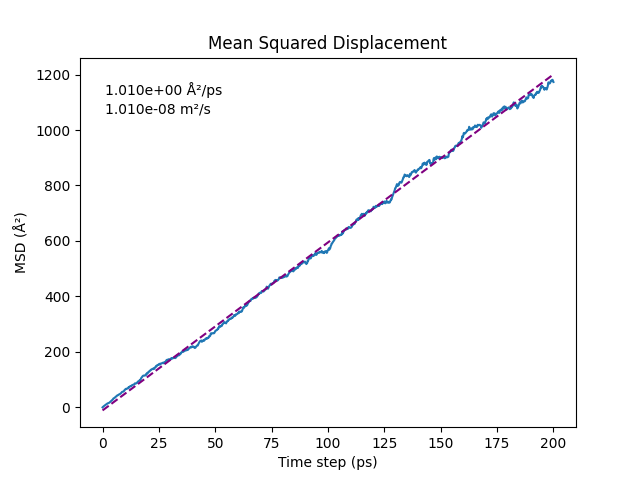 Mean Squared Displacement
1.010e+00 Å²/ps
1.010e-08 m²/s
MSD (Å²)
1200
1000
800
600
400
200
0
0 25 50 75 100 125 150 175 200
Time step (ps)